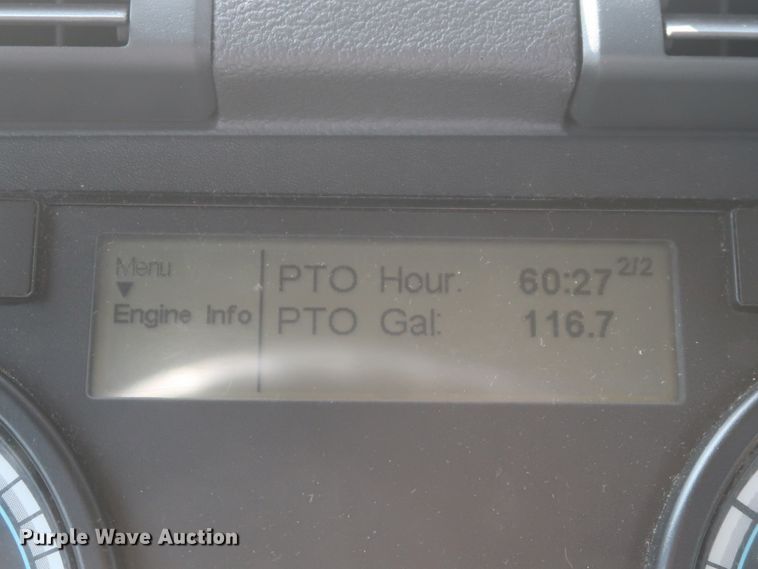 Menu
Engine Info
PTO Hour: 60:27 2/2
PTO Gal: 116.7
Purple Wave Auction